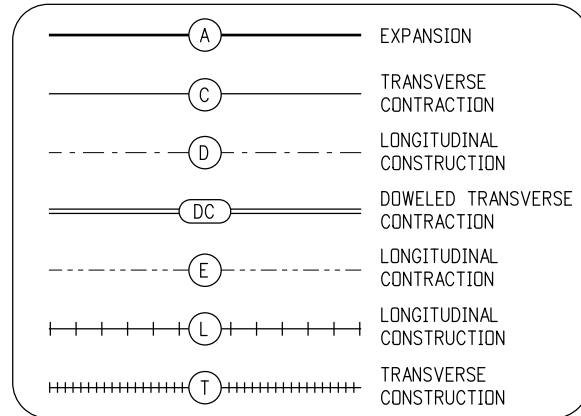 A EXPANSION
C TRANSVERSE
CONTRACTION
D LONGITUDINAL
CONSTRUCTION
DC DOWELED TRANSVERSE
CONTRACTION
E LONGITUDINAL
CONTRACTION
L LONGITUDINAL
CONSTRUCTION
T TRANSVERSE
CONSTRUCTION